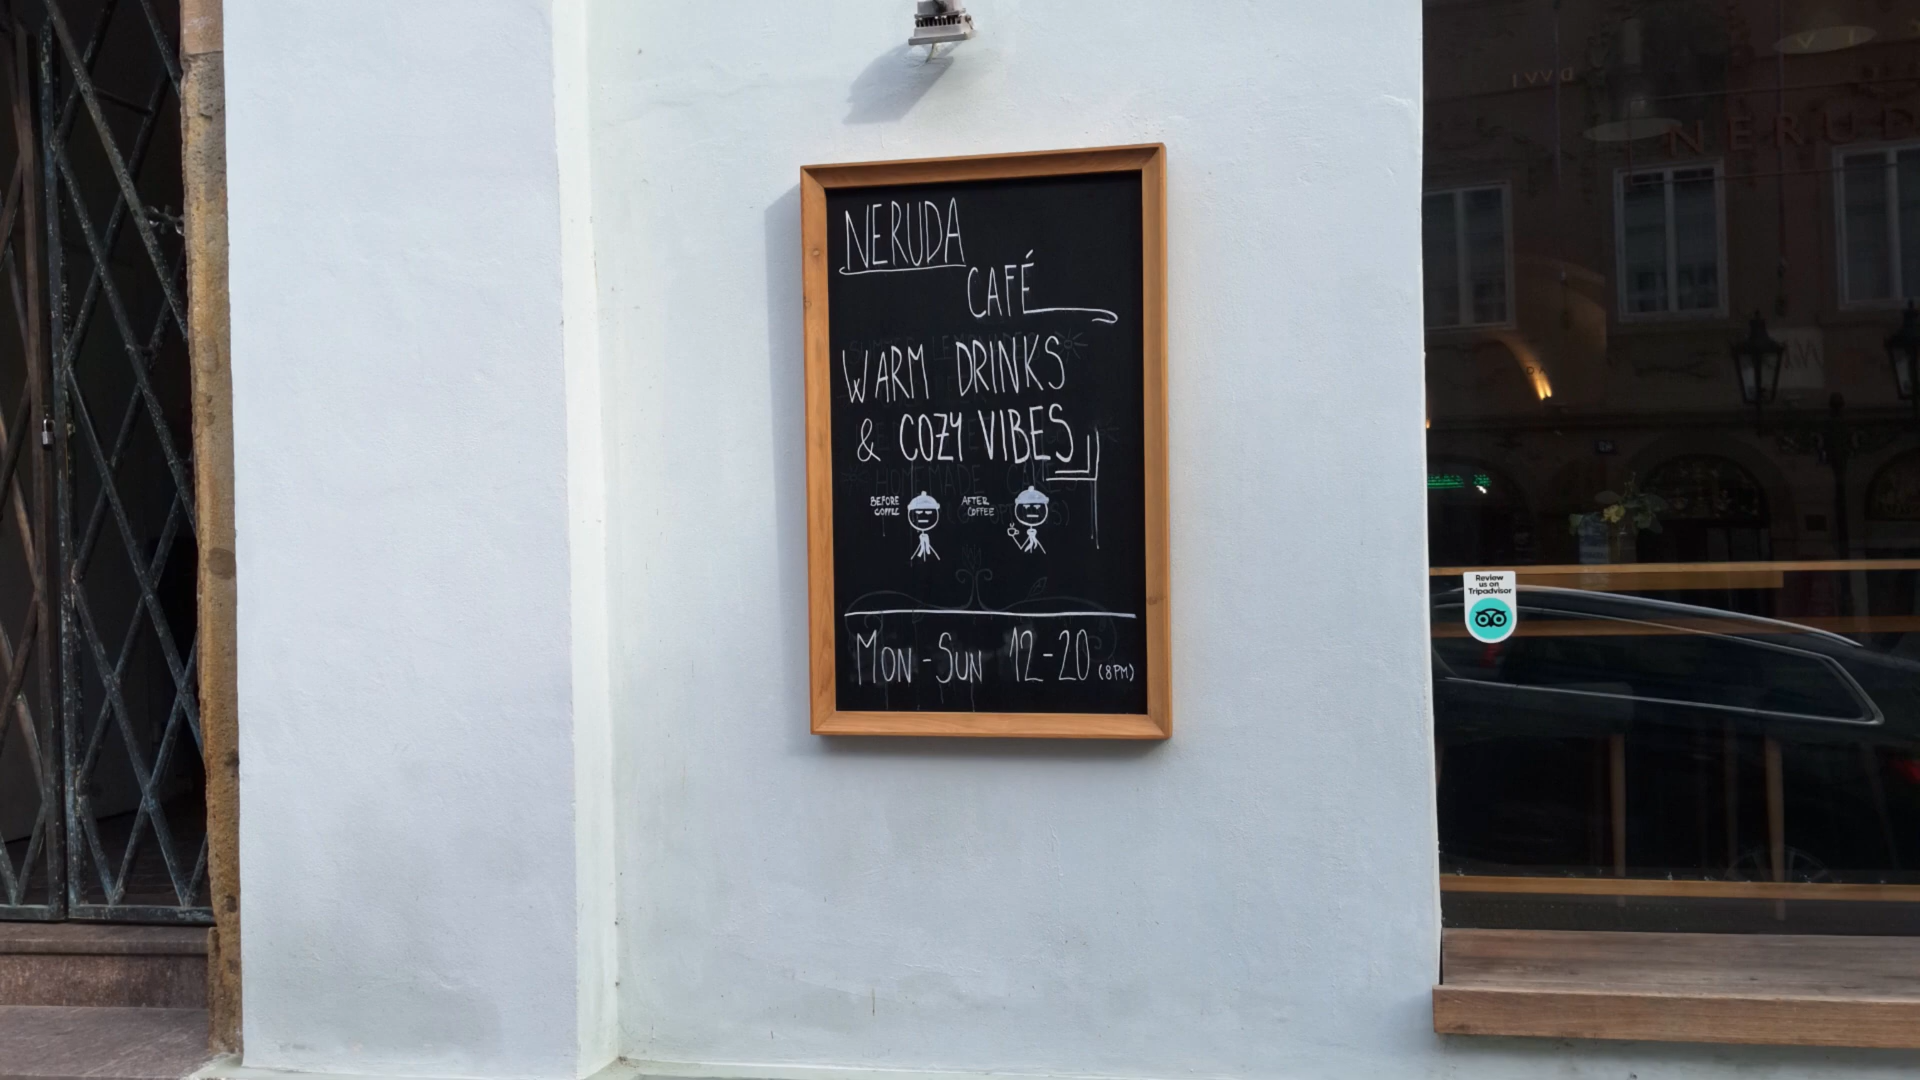 NERUDA
CAFÉ
WARM DRINKS
& COZY VIBES
BEFORE
COFFEE
AFTER
COFFEE
MON - SUN 12-20 (8PM)
NERUD
Review
us on
Tripadvisor